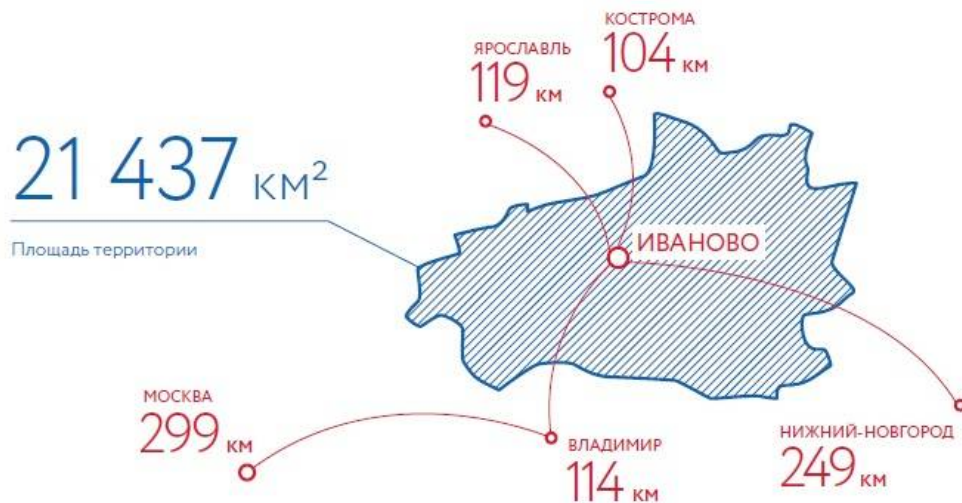 КОСТРОМА
104 км
ЯРОСЛАВЛЬ
119 км
21 437 км²
Площадь территории
ИВАНОВО
МОСКВА
299 км
ВЛАДИМИР
114 км
НИЖНИЙ-НОВГОРОД
249 км